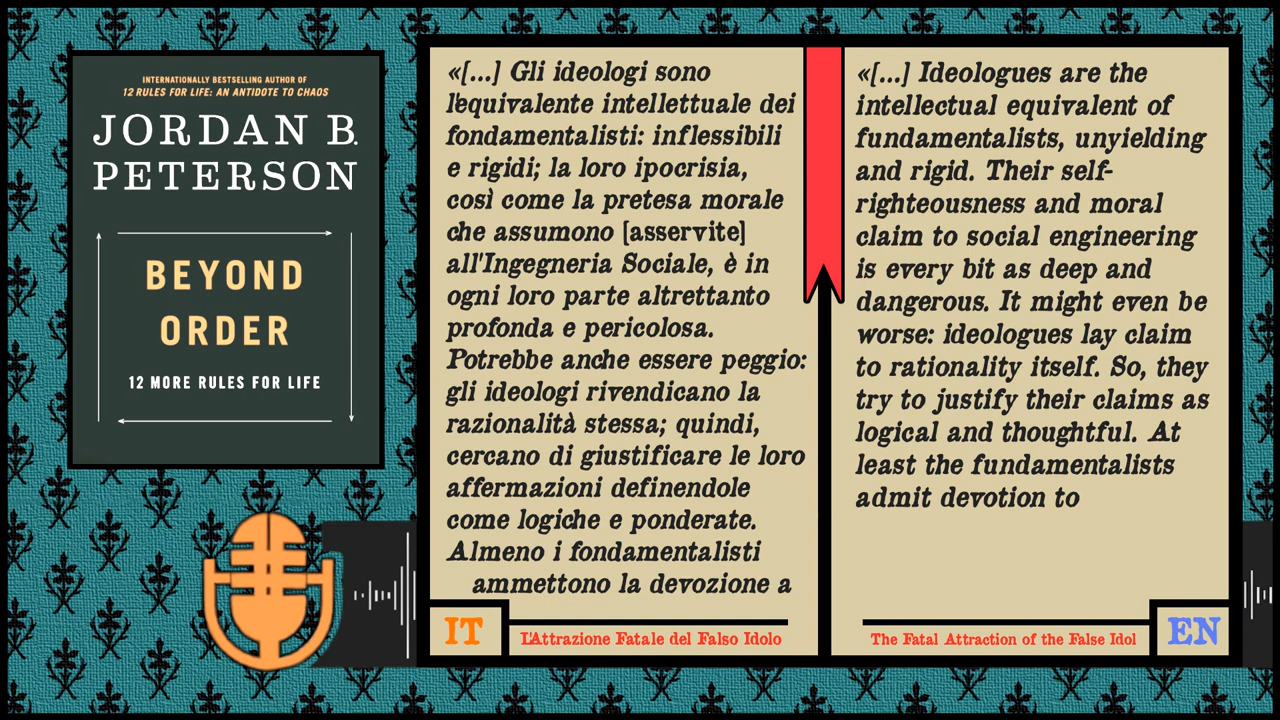 INTERNATIONALLY BESTSELLING AUTHOR OF
12 RULES FOR LIFE: AN ANTIDOTE TO CHAOS
JORDAN B.
PETERSON
BEYOND
ORDER
12 MORE RULES FOR LIFE
«[...] Gli ideologi sono
l'equivalente intellettuale dei
fondamentalisti: inflessibili
e rigidi; la loro ipocrisia,
così come la pretesa morale
che assumono [asservite]
all'Ingegneria Sociale, è in
ogni loro parte altrettanto
profonda e pericolosa.
Potrebbe anche essere peggio:
gli ideologi rivendicano la
razionalità stessa; quindi,
cercano di giustificare le loro
affermazioni definendole
come logiche e ponderate.
Almeno i fondamentalisti
ammettono la devozione a
IT
L'Attrazione Fatale del Falso Idolo
«[...] Ideologues are the
intellectual equivalent of
fundamentalists, unyielding
and rigid. Their self-
righteousness and moral
claim to social engineering
is every bit as deep and
dangerous. It might even be
worse: ideologues lay claim
to rationality itself. So, they
try to justify their claims as
logical and thoughtful. At
least the fundamentalists
admit devotion to
The Fatal Attraction of the False Idol
EN